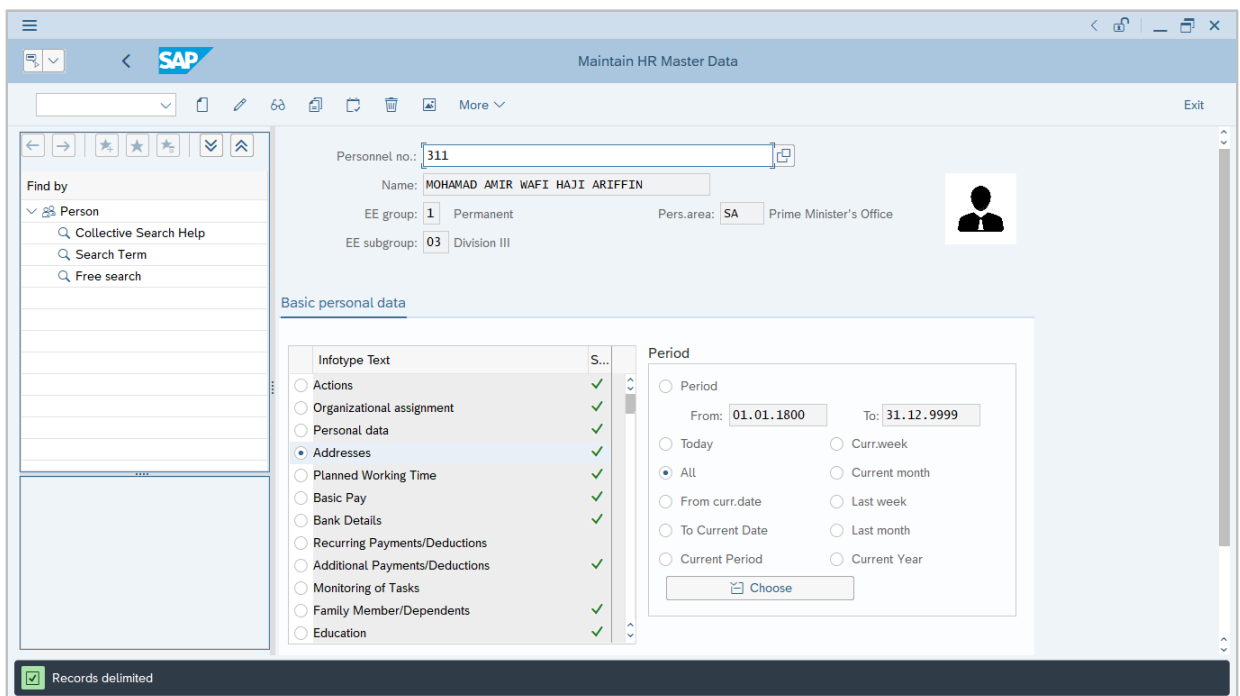 SAP
Maintain HR Master Data
More
Exit
Personnel no.: 311
Find by
Name: MOHAMAD AMIR WAFI HAJI ARIFFIN
Person
EE group: 1 Permanent Pers.area: SA Prime Minister's Office
Collective Search Help
EE subgroup: 03 Division III
Search Term
Free search
Basic personal data
Infotype Text S...
Period
Actions
Period
Organizational assignment
From: 01.01.1800 To: 31.12.9999
Personal data
Today Curr.week
Addresses
All Current month
Planned Working Time
Basic Pay
From curr.date Last week
Bank Details
To Current Date Last month
Recurring Payments/Deductions
Current Period Current Year
Additional Payments/Deductions
Choose
Monitoring of Tasks
Family Member/Dependents
Education
Records delimited